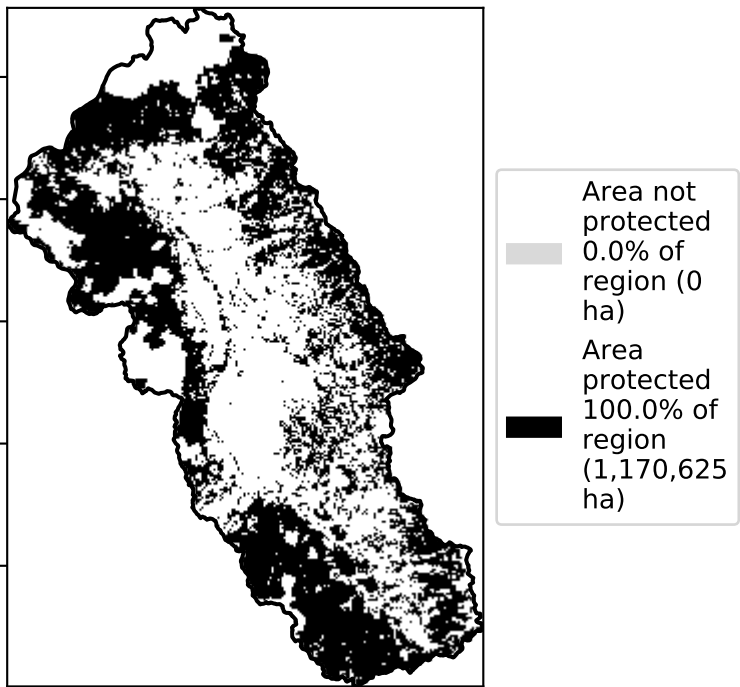 Area not
protected
0.0% of
region (0
ha)
Area
protected
100.0% of
region
(1,170,625
ha)